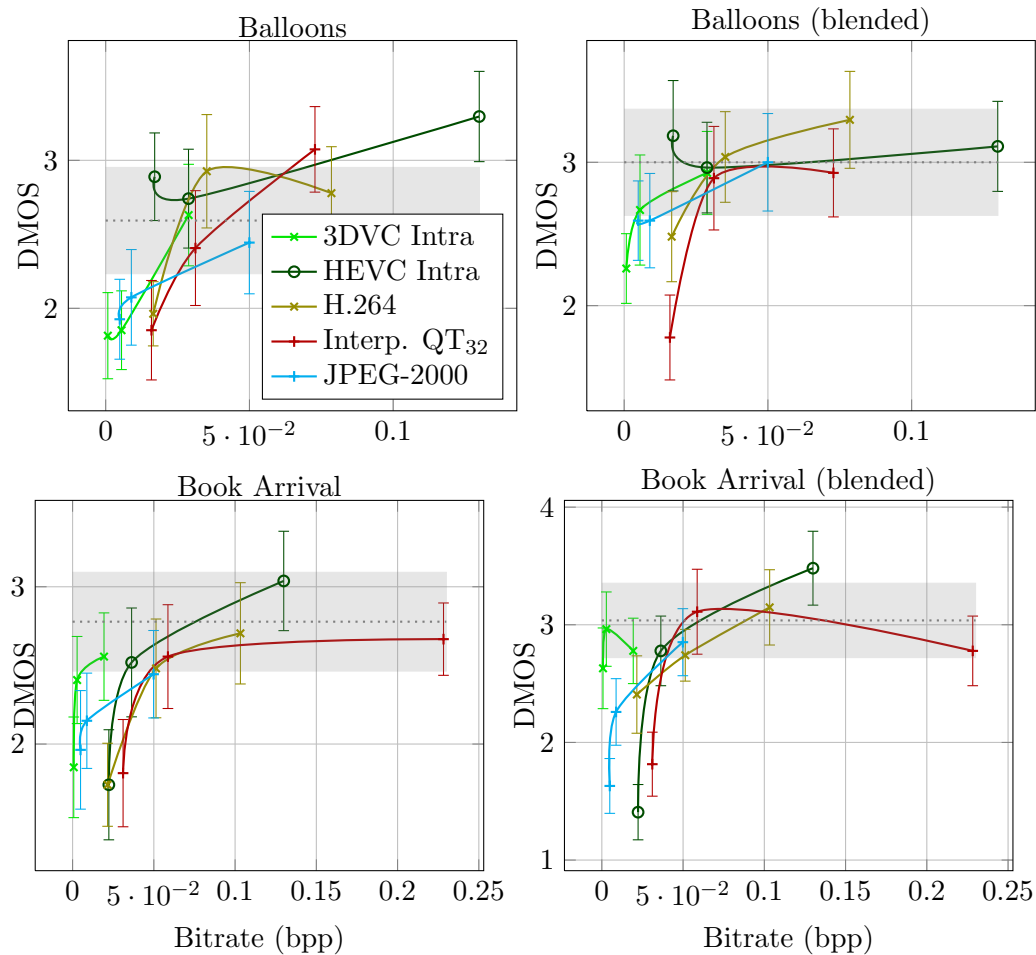 Balloons
Balloons (blended)
DMOS
3
2
3DVC Intra
HEVC Intra
H.264
Interp. QT₃₂
JPEG-2000
0
5 · 10⁻²
0.1
DMOS
3
2
0
5 · 10⁻²
0.1
Book Arrival
Book Arrival (blended)
DMOS
3
2
0
5 · 10⁻²
0.1
0.15
0.2
0.25
Bitrate (bpp)
DMOS
4
3
2
1
0
5 · 10⁻²
0.1
0.15
0.2
0.25
Bitrate (bpp)